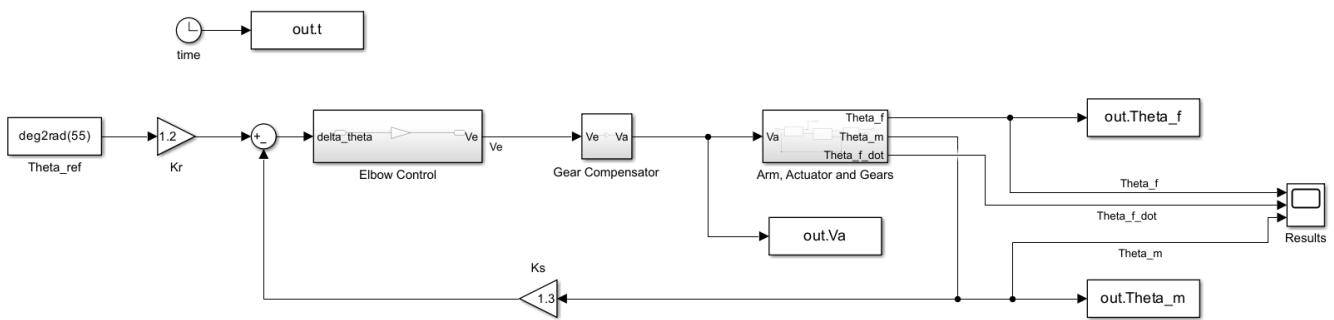 out.t
time
deg2rad(55)
Theta_ref
1.2
Kr
+
−
delta_theta
Ve
Elbow Control
Ve
Ve
Va
Gear Compensator
Va
Theta_f
Theta_m
Theta_f_dot
Arm, Actuator and Gears
out.Theta_f
Theta_f
Theta_f_dot
Theta_m
Results
out.Va
Ks
1.3
out.Theta_m